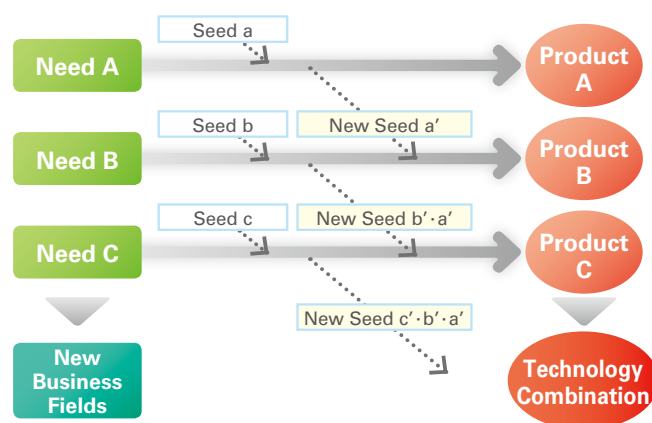 Seed a
Need A
Product
A
Seed b
New Seed a′
Need B
Product
B
Seed c
New Seed b′·a′
Need C
Product
C
New Seed c′·b′·a′
New
Business
Fields
Technology
Combination